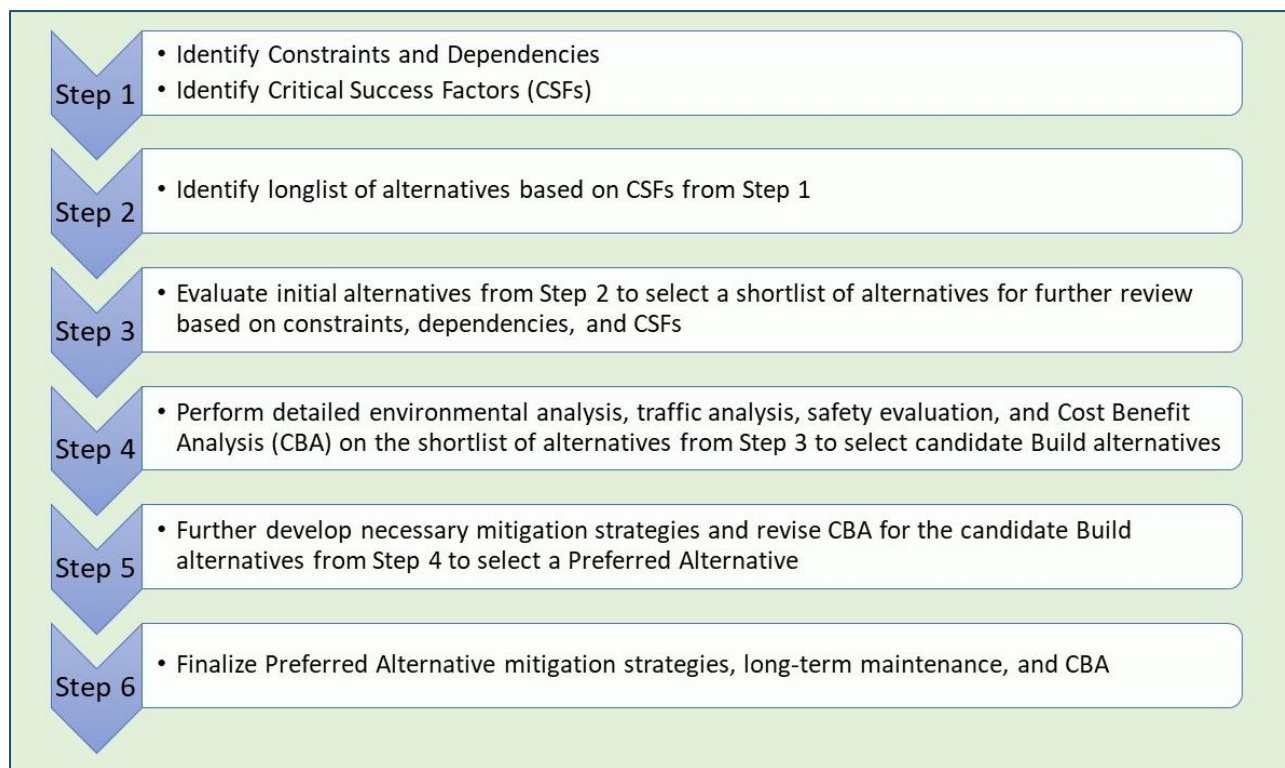 Step 1
• Identify Constraints and Dependencies
• Identify Critical Success Factors (CSFs)
Step 2
• Identify longlist of alternatives based on CSFs from Step 1
Step 3
• Evaluate initial alternatives from Step 2 to select a shortlist of alternatives for further review
based on constraints, dependencies, and CSFs
Step 4
• Perform detailed environmental analysis, traffic analysis, safety evaluation, and Cost Benefit
Analysis (CBA) on the shortlist of alternatives from Step 3 to select candidate Build alternatives
Step 5
• Further develop necessary mitigation strategies and revise CBA for the candidate Build
alternatives from Step 4 to select a Preferred Alternative
Step 6
• Finalize Preferred Alternative mitigation strategies, long-term maintenance, and CBA